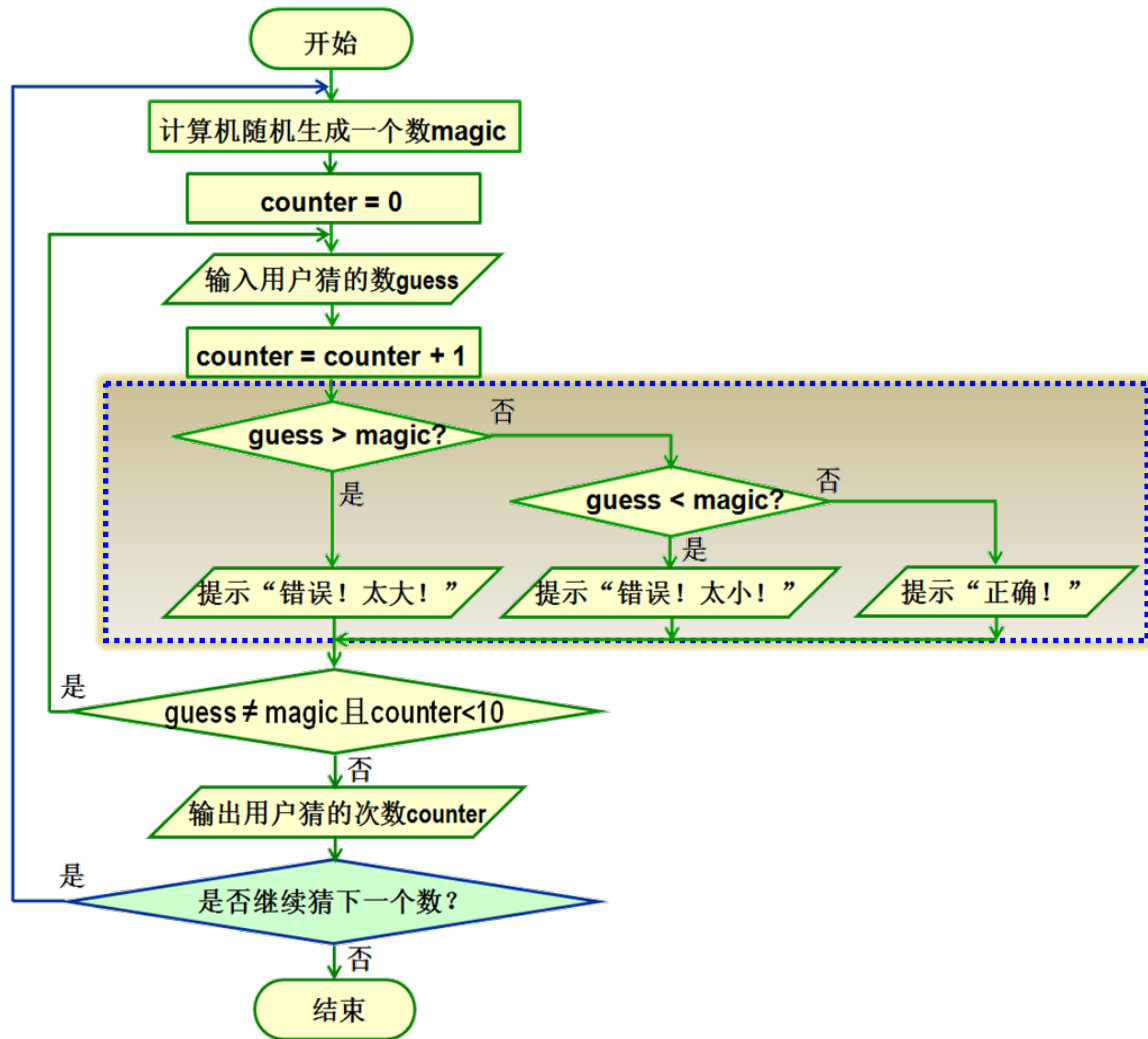 开始
计算机随机生成一个数magic
counter = 0
输入用户猜的数guess
counter = counter + 1
guess > magic?
否
是
guess < magic?
否
是
提示“错误！太大！”
提示“错误！太小！”
提示“正确！”
guess ≠ magic且counter<10
是
否
输出用户猜的次数counter
是否继续猜下一个数？
是
否
结束